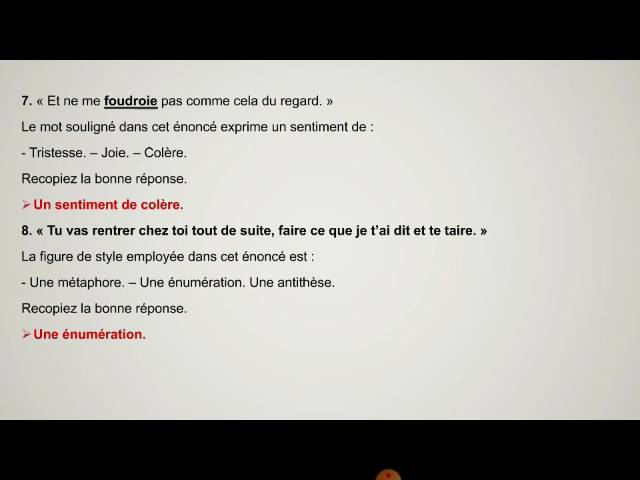 7. « Et ne me foudroie pas comme cela du regard. »
Le mot souligné dans cet énoncé exprime un sentiment de :
- Tristesse. – Joie. – Colère.
Recopiez la bonne réponse.
➢Un sentiment de colère.
8. « Tu vas rentrer chez toi tout de suite, faire ce que je t’ai dit et te taire. »
La figure de style employée dans cet énoncé est :
- Une métaphore. – Une énumération. Une antithèse.
Recopiez la bonne réponse.
➢Une énumération.